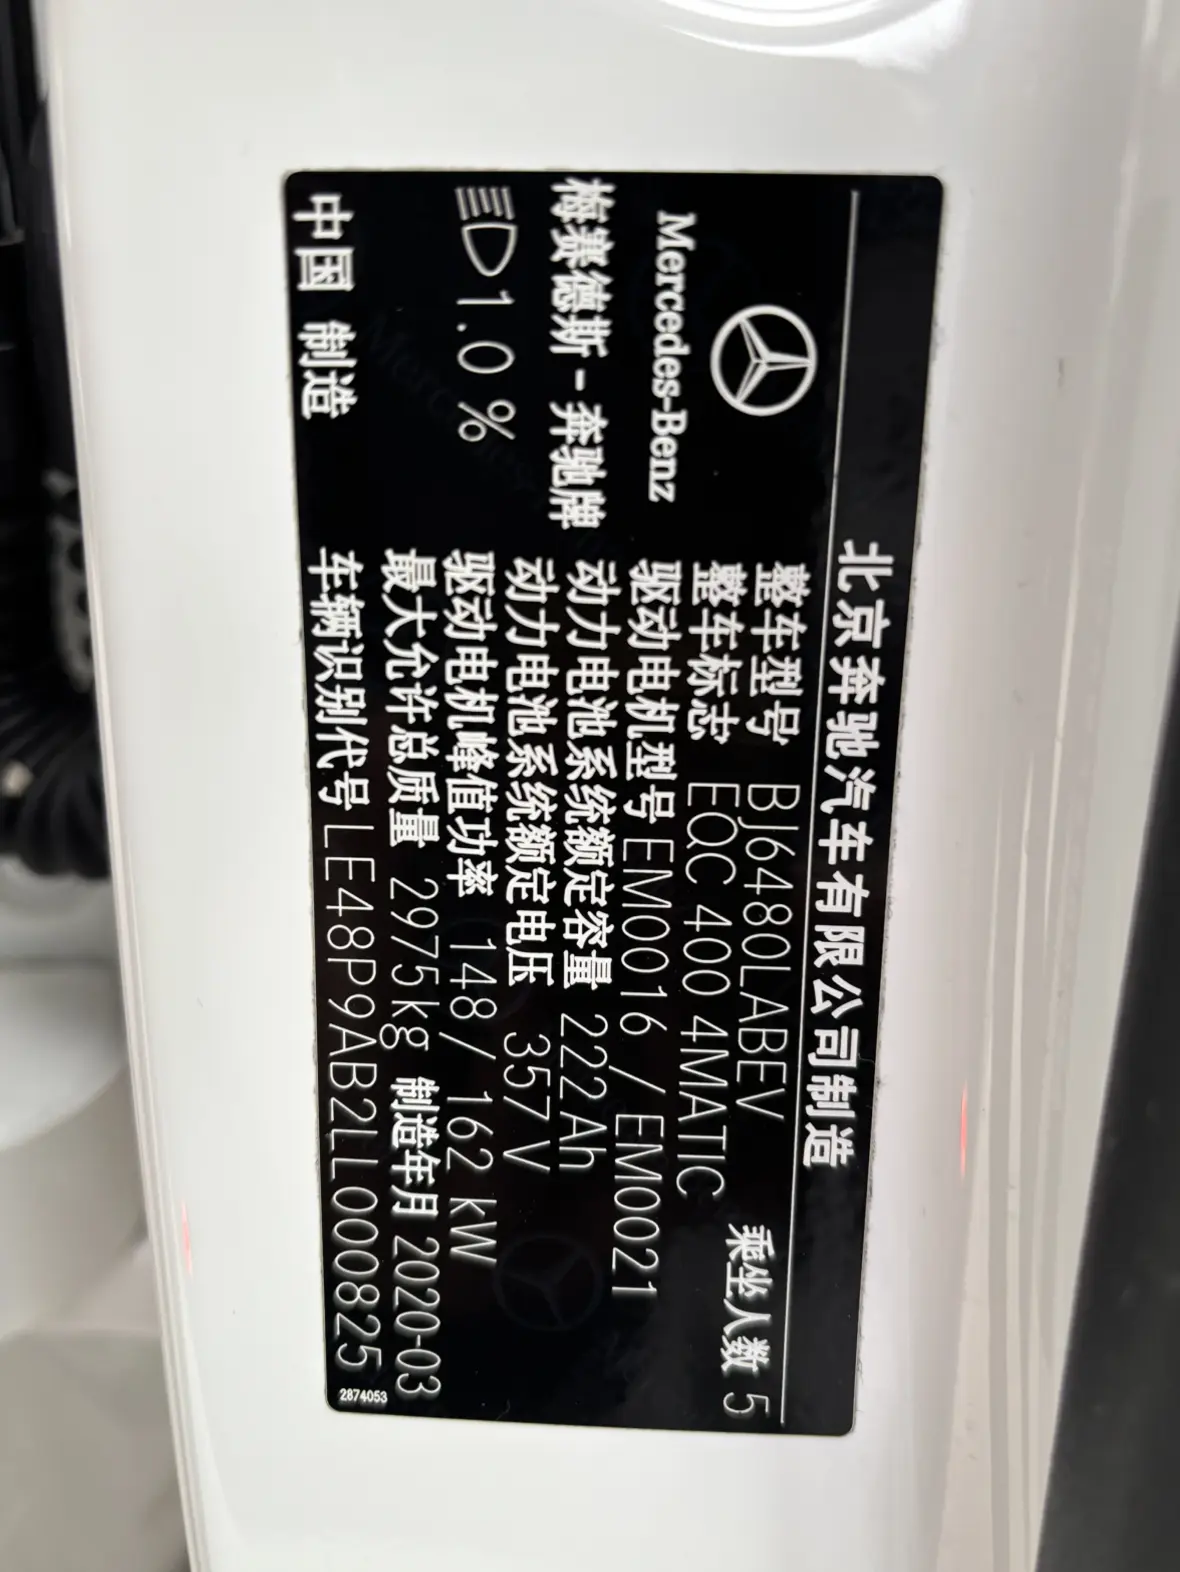 北京奔驰汽车有限公司制造
Mercedes-Benz
梅赛德斯-奔驰牌
1.0 %
中国 制造
整车型号 BJ6480LABEV
整车标志 EQC 400 4MATIC 乘坐人数 5
驱动电机型号 EM0016 / EM0021
动力电池系统额定容量 222Ah
动力电池系统额定电压 357V
驱动电机峰值功率 148/162 kW
最大允许总质量 2975kg 制造年月 2020-03
车辆识别代号 LE48P9AB2LL000825
2874053